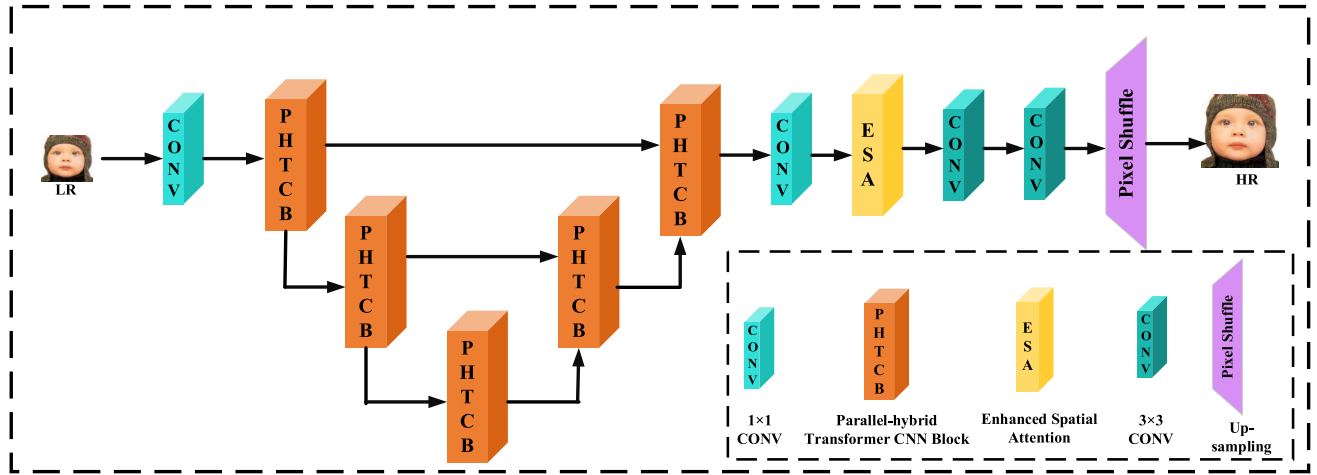 LR
CONV
PHTCB
PHTCB
PHTCB
PHTCB
PHTCB
CONV
ESA
CONV
CONV
Pixel Shuffle
HR
CONV
1×1
CONV
PHTCB
Parallel-hybrid
Transformer CNN Block
ESA
Enhanced Spatial
Attention
CONV
3×3
CONV
Pixel Shuffle
Up-
sampling